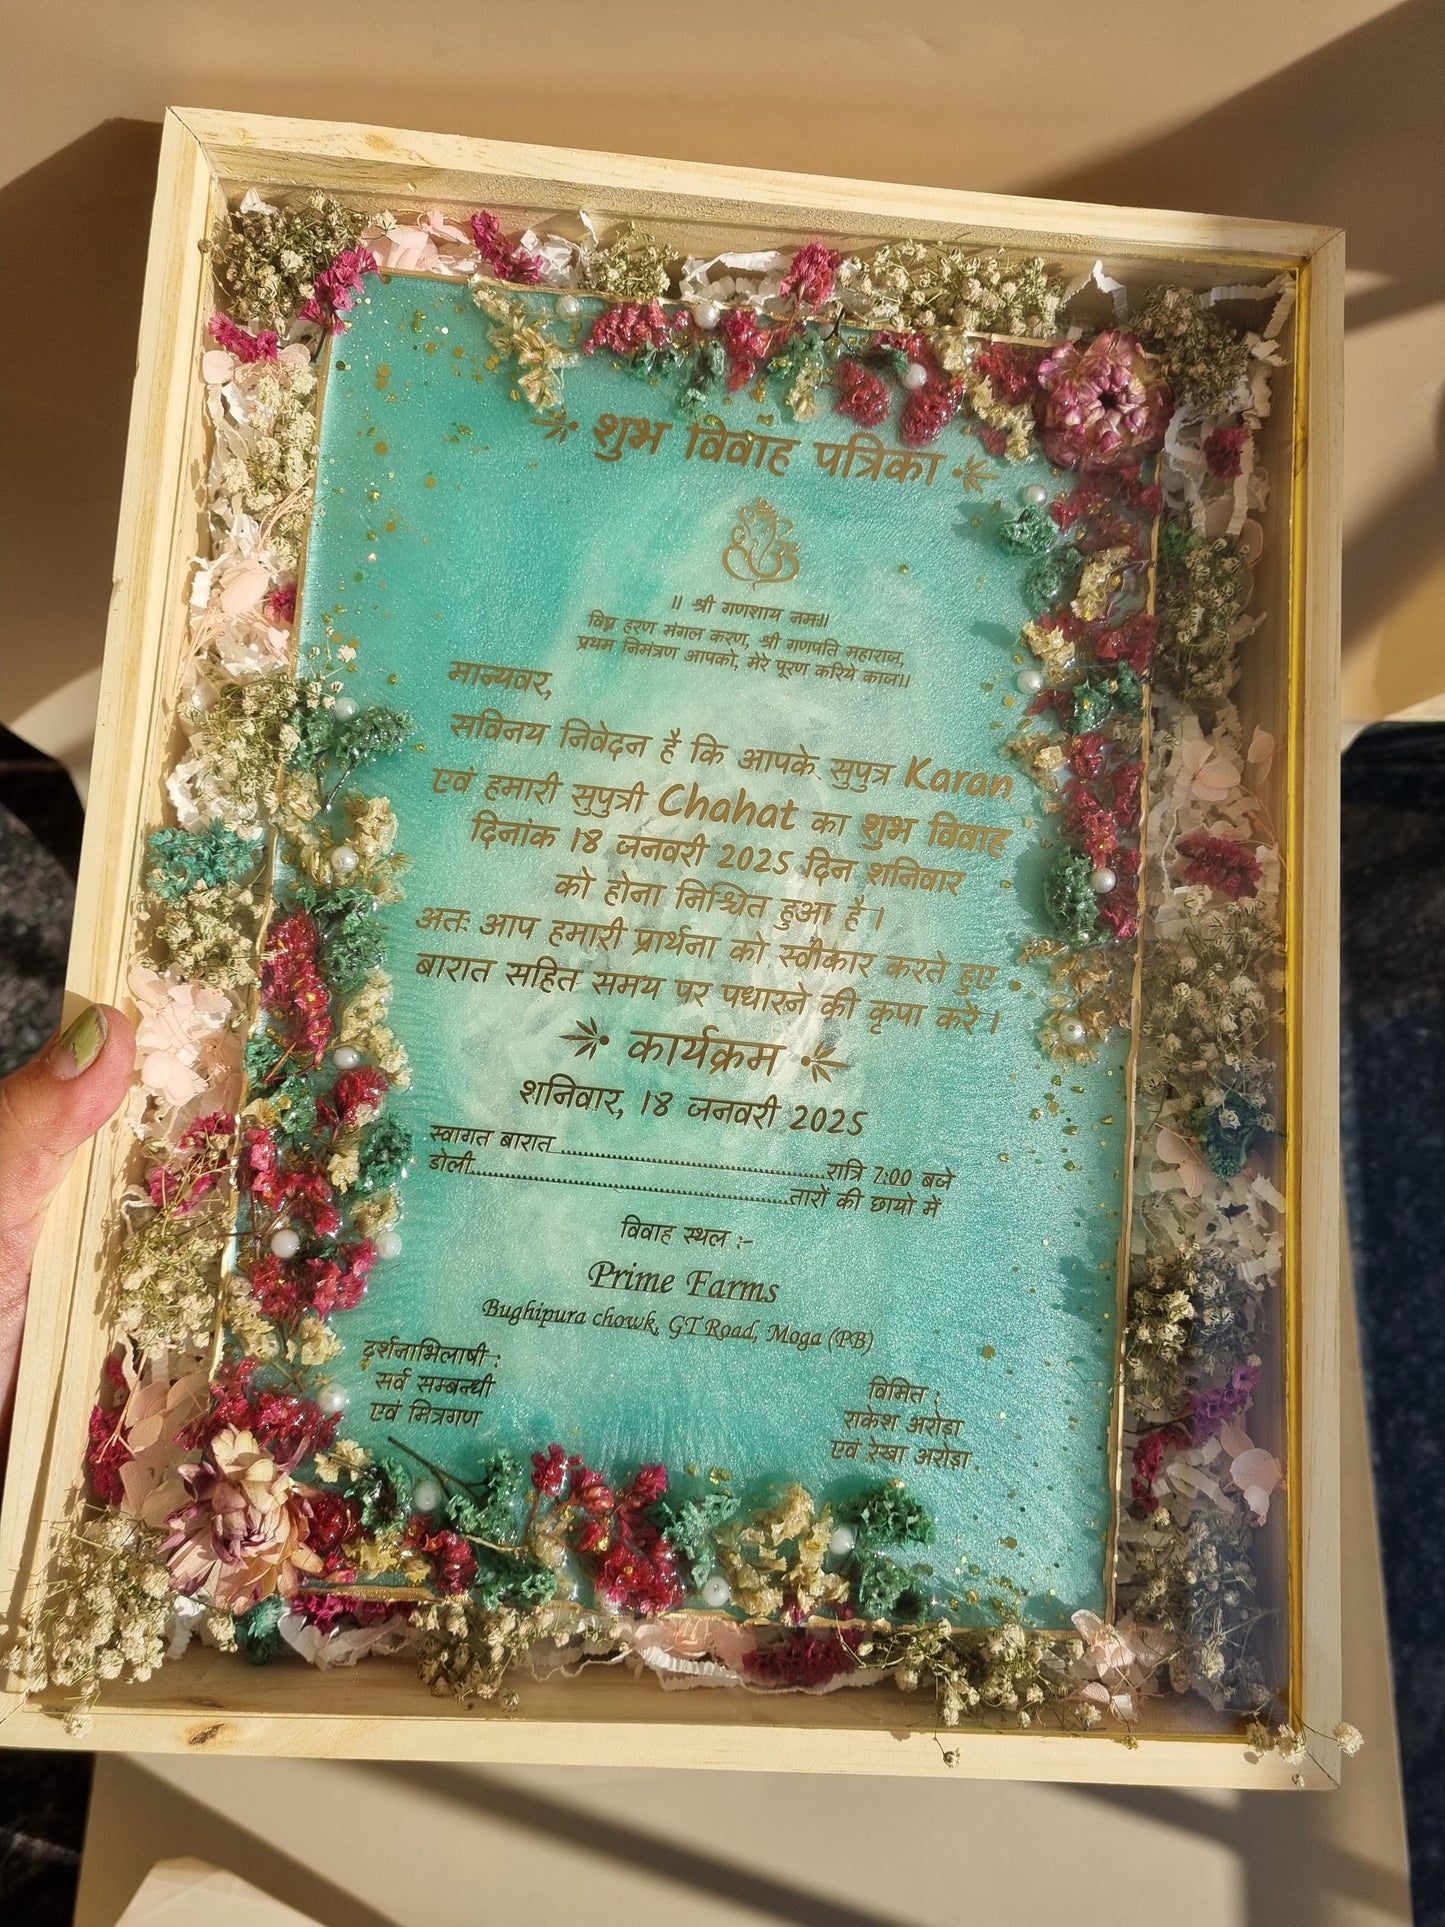 शुभ विवाह पत्रिका
॥ श्री गणशाय नमः॥
विघ्न हरण मंगल करण, श्री गणपति महाराज,
प्रथम निमंत्रण आपको, मेरे पूरण करिये काज॥
मान्यवर,
सविनय निवेदन है कि आपके सुपुत्र Karan
एवं हमारी सुपुत्री Chahat का शुभ विवाह
दिनांक 18 जनवरी 2025 दिन शनिवार
को होना निश्चित हुआ है।
अतः आप हमारी प्रार्थना को स्वीकार करते हुए
बारात सहित समय पर पधारने की कृपा करें।
कार्यक्रम
शनिवार, 18 जनवरी 2025
स्वागत बारात.......................................रात्रि 7:00 बजे
डोली.............................................तारों की छायो में
विवाह स्थल :-
Prime Farms
Bughipura chowk, GT Road, Moga (PB)
दर्शनाभिलाषी :
सर्व सम्बन्धी
एवं मित्रगण
विमित :
राकेश अरोड़ा
एवं रेखा अरोड़ा